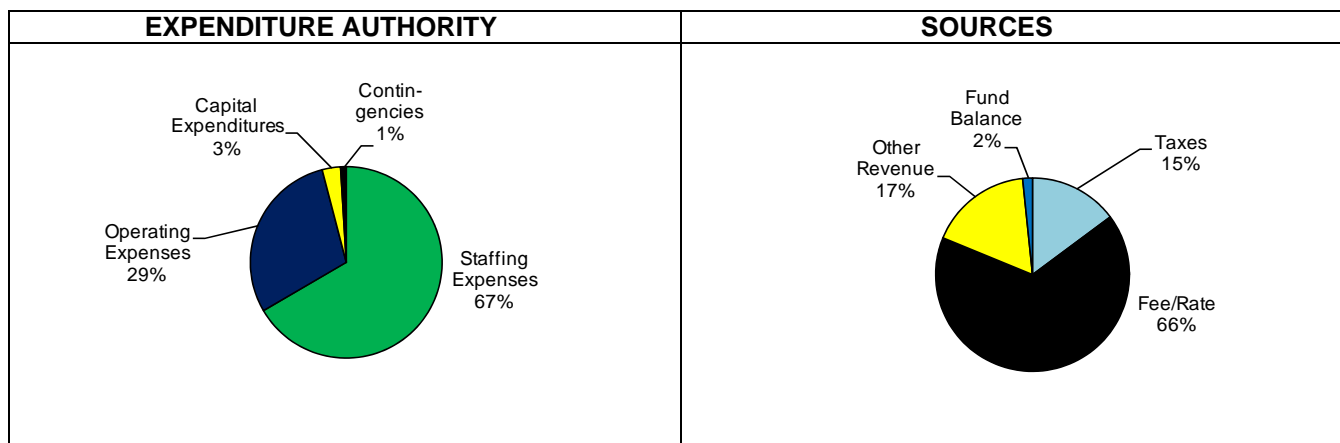 EXPENDITURE AUTHORITY
Contin-
gencies
1%
Capital
Expenditures
3%
Operating
Expenses
29%
Staffing
Expenses
67%
SOURCES
Fund
Balance
2%
Taxes
15%
Other
Revenue
17%
Fee/Rate
66%